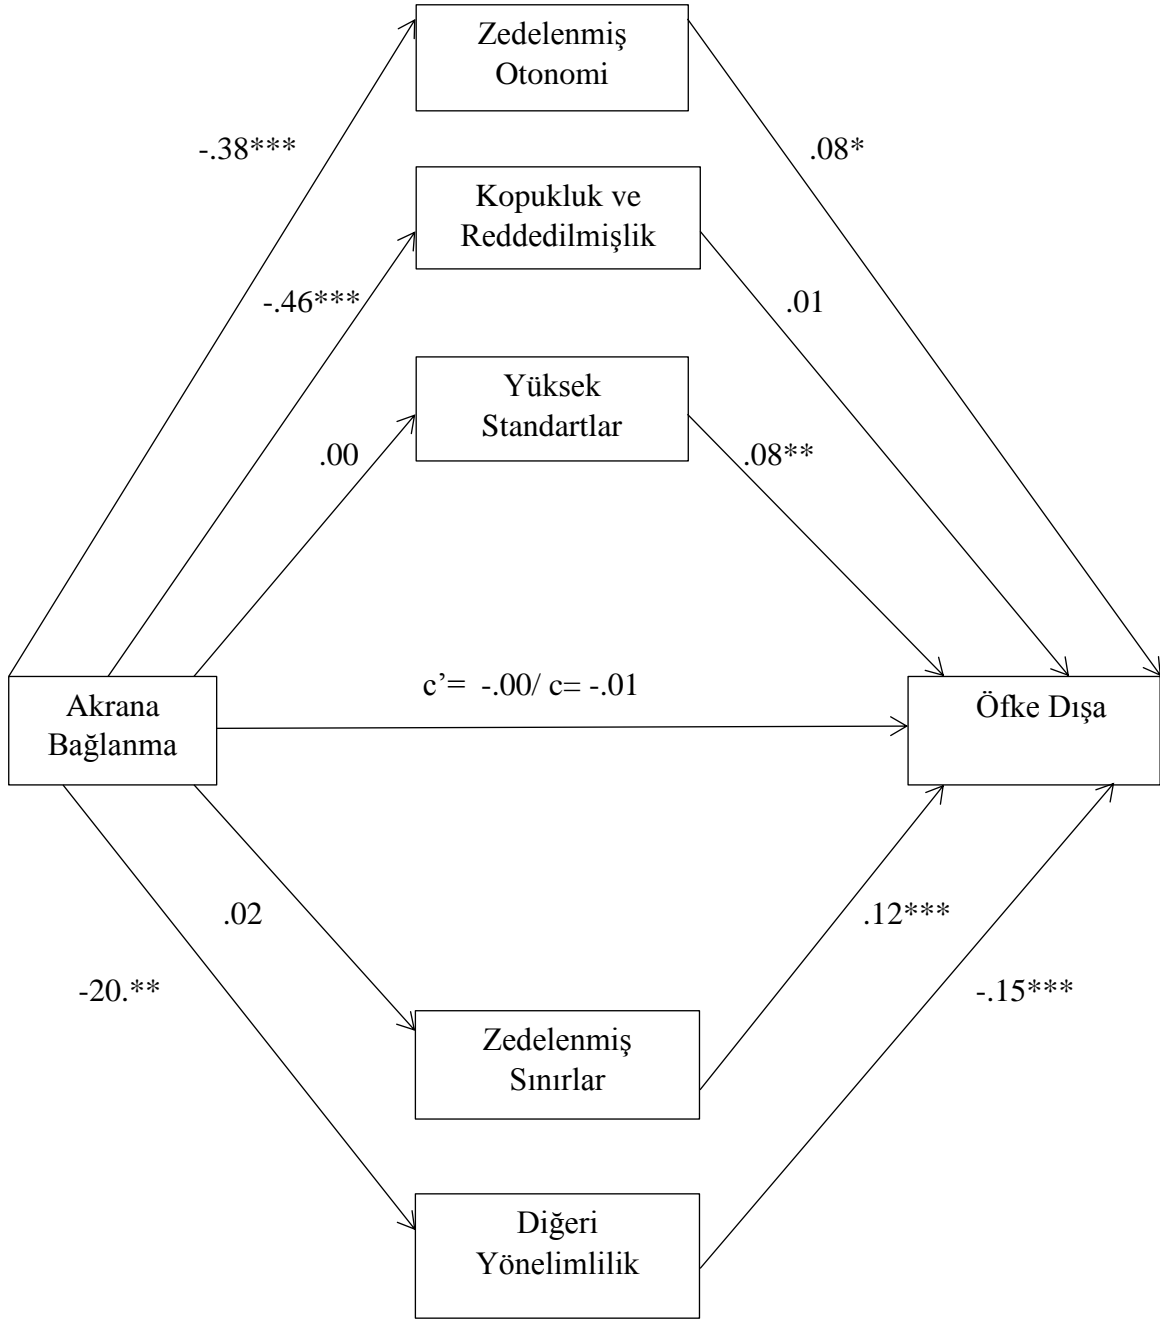 Zedelenmiş
Otonomi
-.38***
.08*
Kopukluk ve
Reddedilmişlik
-.46***
.01
Yüksek
Standartlar
.00
.08**
c’= -.00/ c= -.01
Akrana
Bağlanma
Öfke Dışa
.02
.12***
-20.**
-.15***
Zedelenmiş
Sınırlar
Diğeri
Yönelimlilik